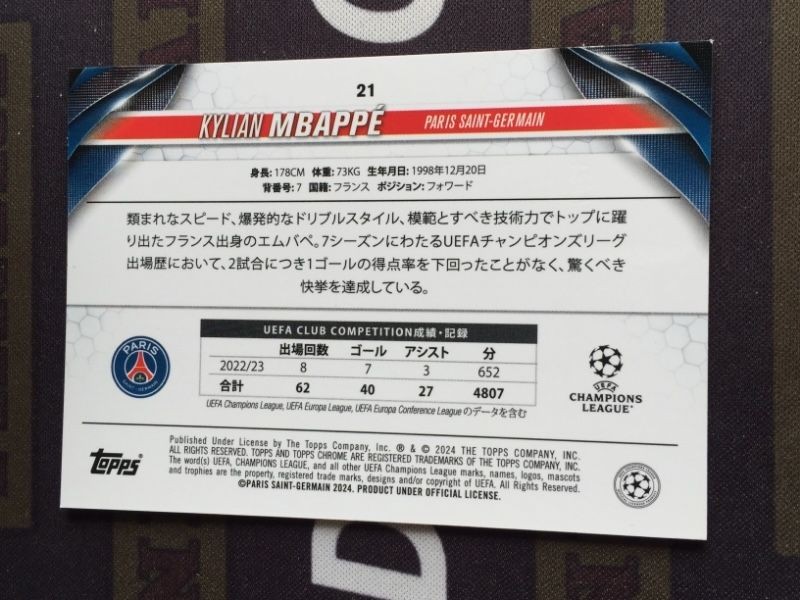 21
KYLIAN MBAPPÉ PARIS SAINT-GERMAIN
身長: 178CM 体重: 73KG 生年月日: 1998年12月20日
背番号: 7 国籍: フランス ポジション: フォワード
類まれなスピード、爆発的なドリブルスタイル、模範とすべき技術力でトップに躍
り出たフランス出身のエムバペ。7シーズンにわたるUEFAチャンピオンズリーグ
出場歴において、2試合につき1ゴールの得点率を下回ったことがなく、驚くべき
快挙を達成している。
UEFA CLUB COMPETITION成績・記録
出場回数 ゴール アシスト 分
2022/23 8 7 3 652
合計 62 40 27 4807
UEFA Champions League, UEFA Europa League, UEFA Europa Conference League のデータを含む
PARIS
SAINT-GERMAIN
UEFA
CHAMPIONS
LEAGUE
topps
Published Under License by The Topps Company, Inc. ® & © 2024 THE TOPPS COMPANY, INC.
ALL RIGHTS RESERVED. TOPPS AND TOPPS CHROME ARE REGISTERED TRADEMARKS OF THE TOPPS COMPANY, INC.
The word(s) UEFA, CHAMPIONS LEAGUE, and all other UEFA Champions League marks, names, logos, mascots
and trophies are the property, registered trade marks, designs and/or copyright of UEFA. All Rights Reserved.
©PARIS SAINT-GERMAIN 2024. PRODUCT UNDER OFFICIAL LICENSE.